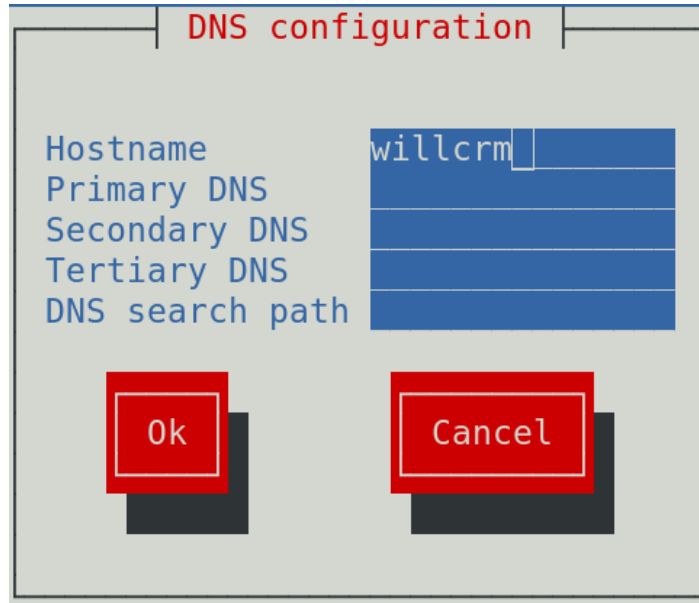 DNS configuration
Hostname willcrm
Primary DNS
Secondary DNS
Tertiary DNS
DNS search path
Ok Cancel